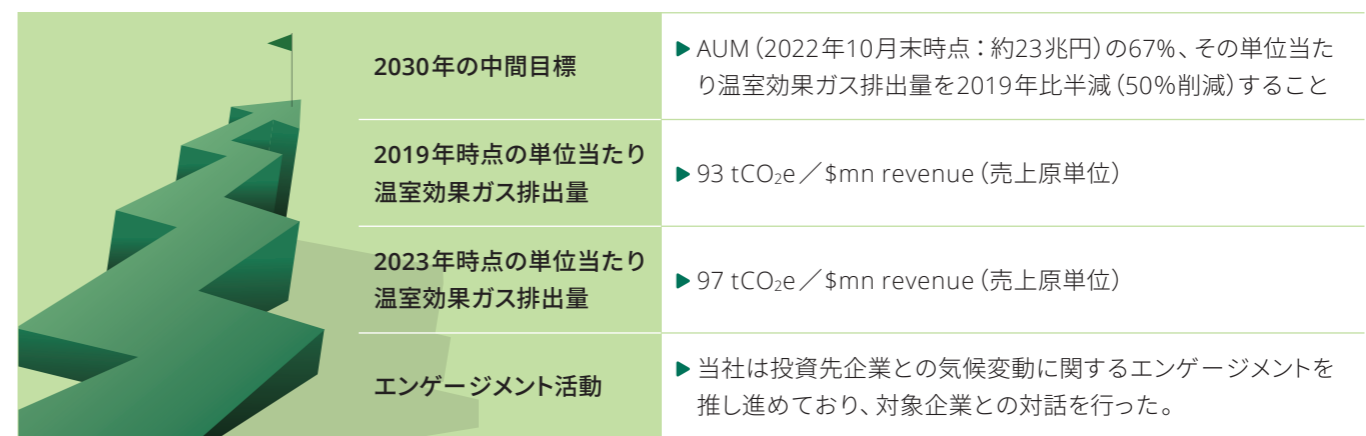 2030年の中間目標
▶ AUM（2022年10月末時点：約23兆円）の67%、その単位当た
り温室効果ガス排出量を2019年比半減（50%削減）すること
2019年時点の単位当たり
温室効果ガス排出量
▶ 93 tCO₂e／$mn revenue（売上原単位）
2023年時点の単位当たり
温室効果ガス排出量
▶ 97 tCO₂e／$mn revenue（売上原単位）
エンゲージメント活動
▶ 当社は投資先企業との気候変動に関するエンゲージメントを
推し進めており、対象企業との対話を行った。